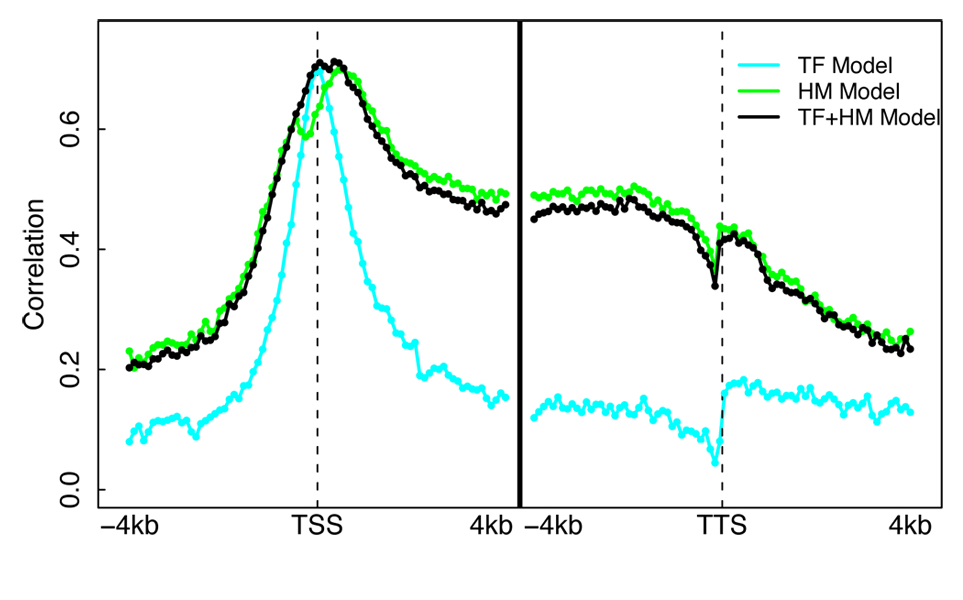 TF Model
HM Model
TF+HM Model
Correlation
0.6
0.4
0.2
0.0
−4kb TSS 4kb −4kb TTS 4kb